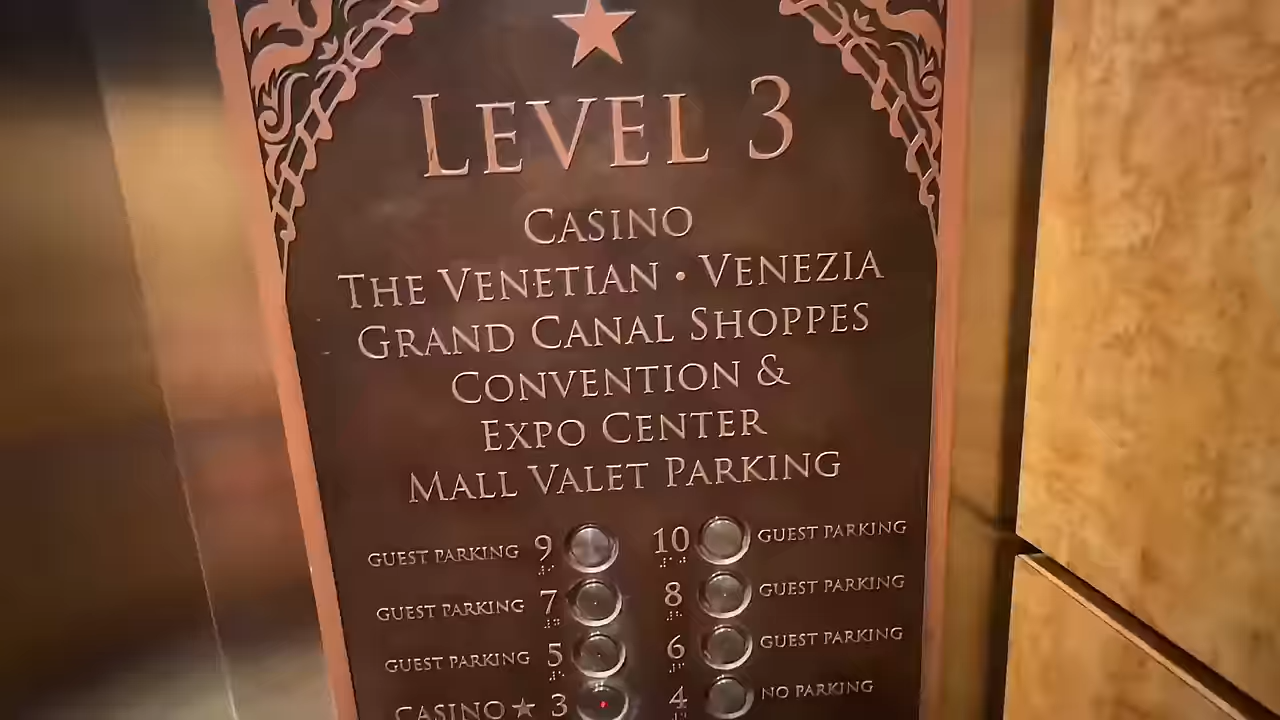 LEVEL 3
CASINO
THE VENETIAN • VENEZIA
GRAND CANAL SHOPPES
CONVENTION &
EXPO CENTER
MALL VALET PARKING
GUEST PARKING 9 10 GUEST PARKING
GUEST PARKING 7 8 GUEST PARKING
GUEST PARKING 5 6 GUEST PARKING
CASINO ★ 3 4 NO PARKING